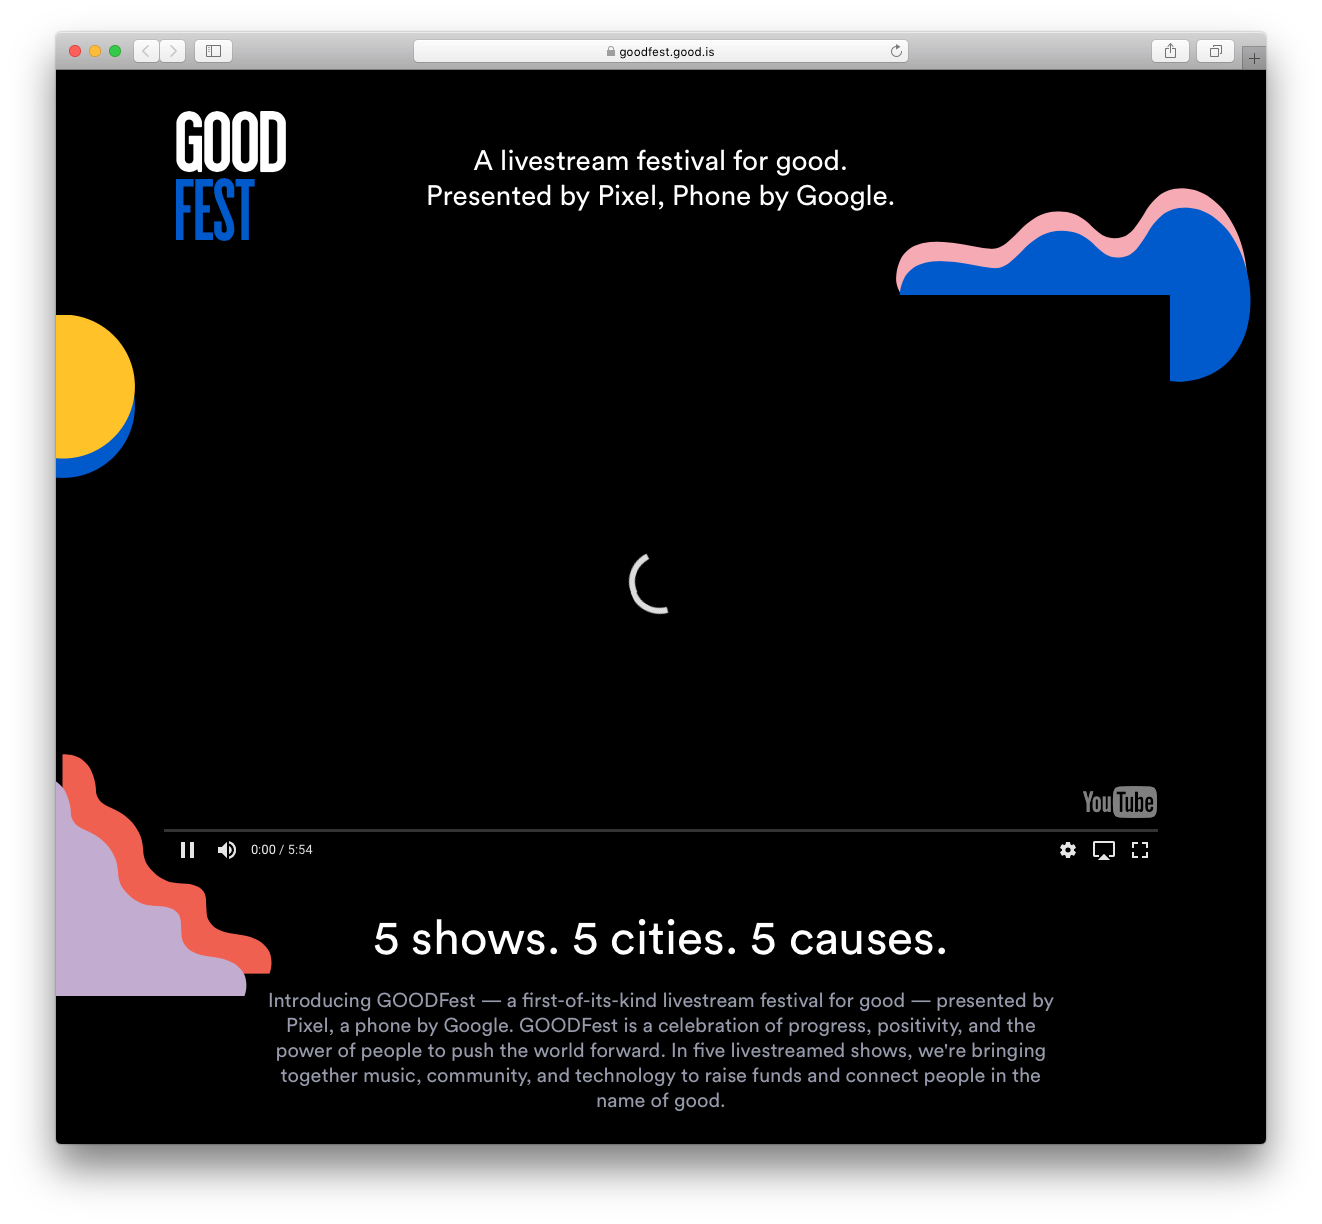 goodfest.good.is
GOOD
FEST
A livestream festival for good.
Presented by Pixel, Phone by Google.
YouTube
0:00 / 5:54
5 shows. 5 cities. 5 causes.
Introducing GOODFest — a first-of-its-kind livestream festival for good — presented by
Pixel, a phone by Google. GOODFest is a celebration of progress, positivity, and the
power of people to push the world forward. In five livestreamed shows, we're bringing
together music, community, and technology to raise funds and connect people in the
name of good.